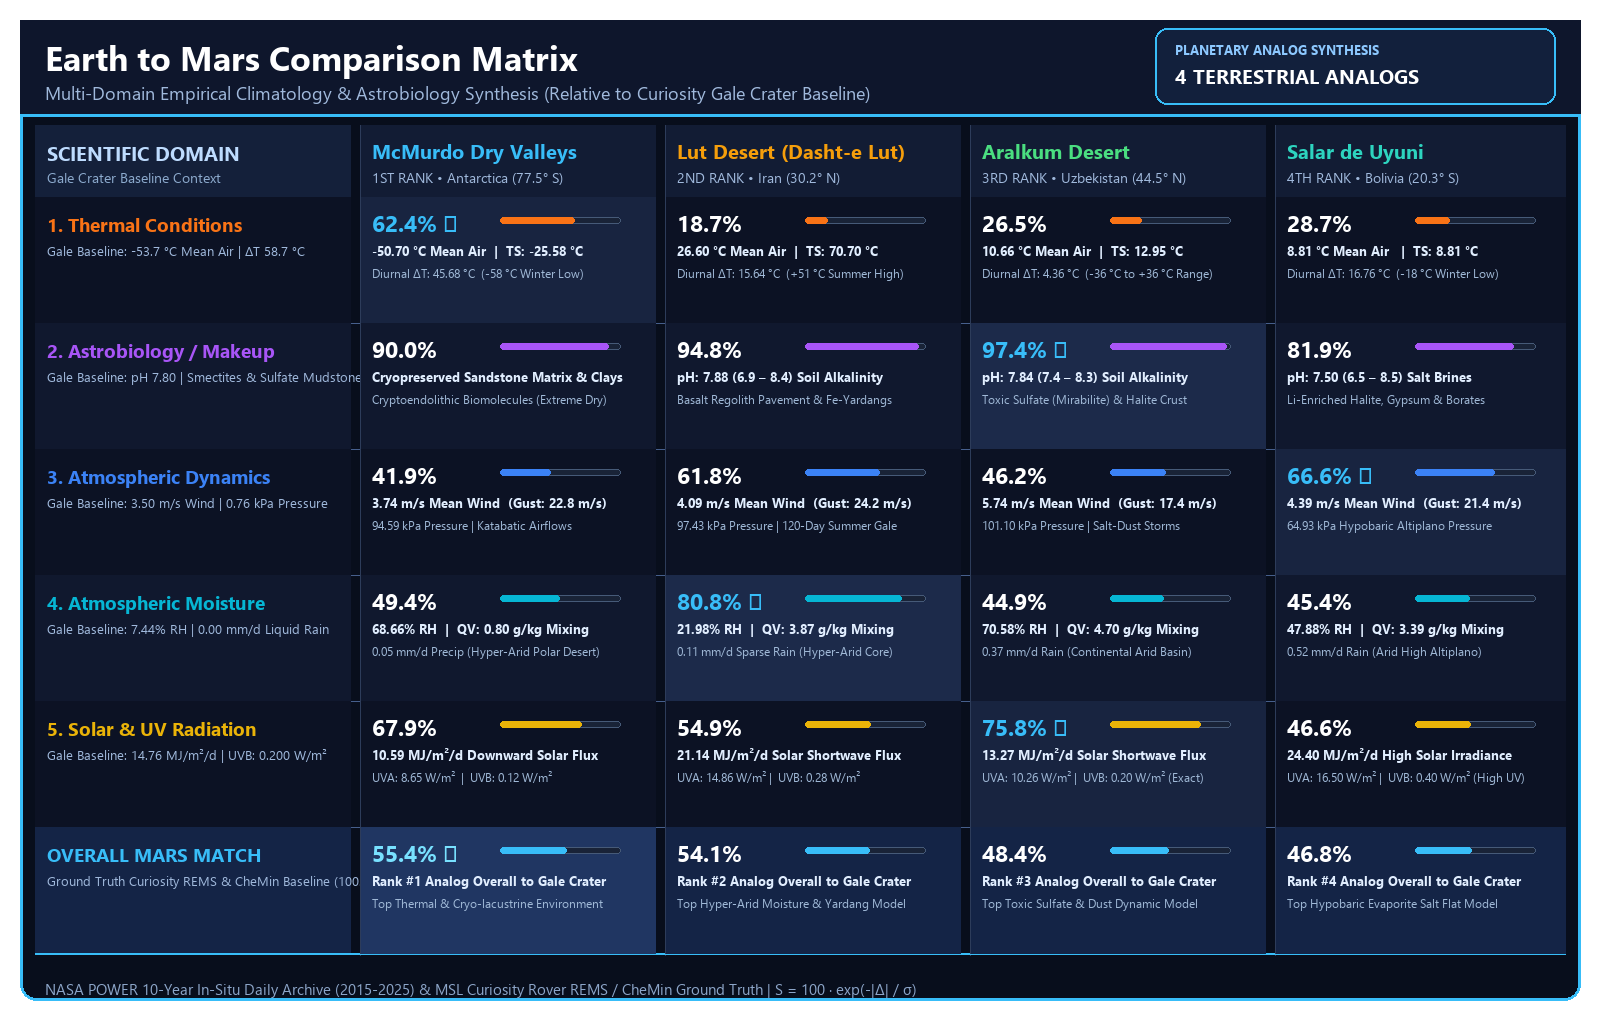 Earth to Mars Comparison Matrix
Multi-Domain Empirical Climatology & Astrobiology Synthesis (Relative to Curiosity Gale Crater Baseline)
PLANETARY ANALOG SYNTHESIS
4 TERRESTRIAL ANALOGS
SCIENTIFIC DOMAIN
Gale Crater Baseline Context
McMurdo Dry Valleys
1ST RANK • Antarctica (77.5° S)
Lut Desert (Dasht-e Lut)
2ND RANK • Iran (30.2° N)
Aralkum Desert
3RD RANK • Uzbekistan (44.5° N)
Salar de Uyuni
4TH RANK • Bolivia (20.3° S)
1. Thermal Conditions
Gale Baseline: -53.7 °C Mean Air | ΔT 58.7 °C
62.4%
-50.70 °C Mean Air | TS: -25.58 °C
Diurnal ΔT: 45.68 °C (-58 °C Winter Low)
18.7%
26.60 °C Mean Air | TS: 70.70 °C
Diurnal ΔT: 15.64 °C (+51 °C Summer High)
26.5%
10.66 °C Mean Air | TS: 12.95 °C
Diurnal ΔT: 4.36 °C (-36 °C to +36 °C Range)
28.7%
8.81 °C Mean Air | TS: 8.81 °C
Diurnal ΔT: 16.76 °C (-18 °C Winter Low)
2. Astrobiology / Makeup
Gale Baseline: pH 7.80 | Smectites & Sulfate Mudstone
90.0%
Cryopreserved Sandstone Matrix & Clays
Cryptoendolithic Biomolecules (Extreme Dry)
94.8%
pH: 7.88 (6.9 – 8.4) Soil Alkalinity
Basalt Regolith Pavement & Fe-Yardangs
97.4%
pH: 7.84 (7.4 – 8.3) Soil Alkalinity
Toxic Sulfate (Mirabilite) & Halite Crust
81.9%
pH: 7.50 (6.5 – 8.5) Salt Brines
Li-Enriched Halite, Gypsum & Borates
3. Atmospheric Dynamics
Gale Baseline: 3.50 m/s Wind | 0.76 kPa Pressure
41.9%
3.74 m/s Mean Wind (Gust: 22.8 m/s)
94.59 kPa Pressure | Katabatic Airflows
61.8%
4.09 m/s Mean Wind (Gust: 24.2 m/s)
97.43 kPa Pressure | 120-Day Summer Gale
46.2%
5.74 m/s Mean Wind (Gust: 17.4 m/s)
101.10 kPa Pressure | Salt-Dust Storms
66.6%
4.39 m/s Mean Wind (Gust: 21.4 m/s)
64.93 kPa Hypobaric Altiplano Pressure
4. Atmospheric Moisture
Gale Baseline: 7.44% RH | 0.00 mm/d Liquid Rain
49.4%
68.66% RH | QV: 0.80 g/kg Mixing
0.05 mm/d Precip (Hyper-Arid Polar Desert)
80.8%
21.98% RH | QV: 3.87 g/kg Mixing
0.11 mm/d Sparse Rain (Hyper-Arid Core)
44.9%
70.58% RH | QV: 4.70 g/kg Mixing
0.37 mm/d Rain (Continental Arid Basin)
45.4%
47.88% RH | QV: 3.39 g/kg Mixing
0.52 mm/d Rain (Arid High Altiplano)
5. Solar & UV Radiation
Gale Baseline: 14.76 MJ/m²/d | UVB: 0.200 W/m²
67.9%
10.59 MJ/m²/d Downward Solar Flux
UVA: 8.65 W/m² | UVB: 0.12 W/m²
54.9%
21.14 MJ/m²/d Solar Shortwave Flux
UVA: 14.86 W/m² | UVB: 0.28 W/m²
75.8%
13.27 MJ/m²/d Solar Shortwave Flux
UVA: 10.26 W/m² | UVB: 0.20 W/m² (Exact)
46.6%
24.40 MJ/m²/d High Solar Irradiance
UVA: 16.50 W/m² | UVB: 0.40 W/m² (High UV)
OVERALL MARS MATCH
Ground Truth Curiosity REMS & CheMin Baseline (100
55.4%
Rank #1 Analog Overall to Gale Crater
Top Thermal & Cryo-lacustrine Environment
54.1%
Rank #2 Analog Overall to Gale Crater
Top Hyper-Arid Moisture & Yardang Model
48.4%
Rank #3 Analog Overall to Gale Crater
Top Toxic Sulfate & Dust Dynamic Model
46.8%
Rank #4 Analog Overall to Gale Crater
Top Hypobaric Evaporite Salt Flat Model
NASA POWER 10-Year In-Situ Daily Archive (2015-2025) & MSL Curiosity Rover REMS / CheMin Ground Truth | S = 100 · exp(-|Δ| / σ)